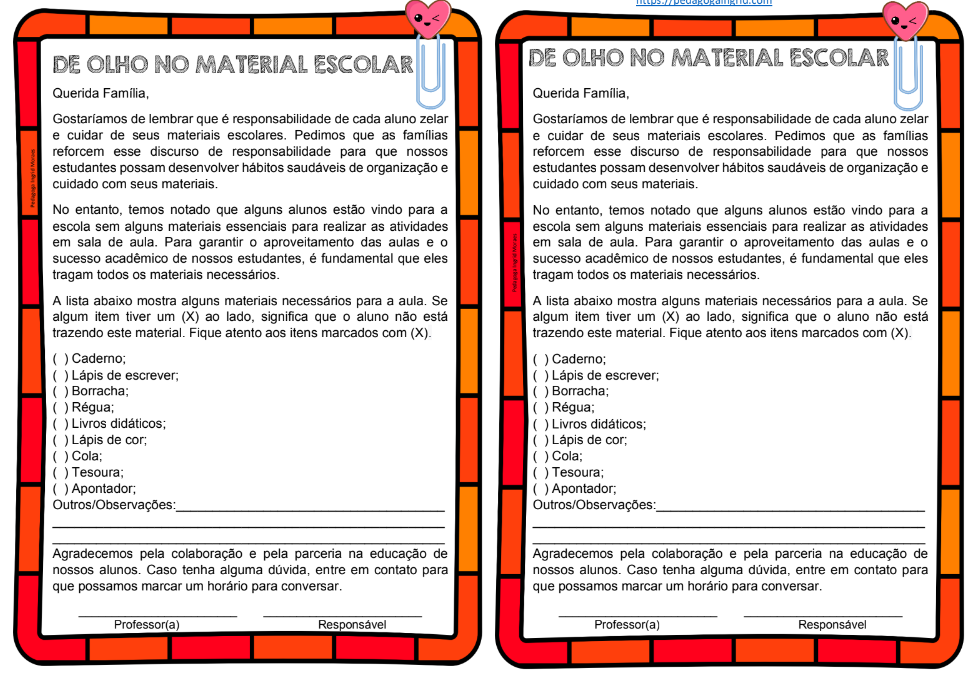 https://pedagogaingrid.com
DE OLHO NO MATERIAL ESCOLAR
Querida Família,
Gostaríamos de lembrar que é responsabilidade de cada aluno zelar
e cuidar de seus materiais escolares. Pedimos que as famílias
reforcem esse discurso de responsabilidade para que nossos
estudantes possam desenvolver hábitos saudáveis de organização e
cuidado com seus materiais.
No entanto, temos notado que alguns alunos estão vindo para a
escola sem alguns materiais essenciais para realizar as atividades
em sala de aula. Para garantir o aproveitamento das aulas e o
sucesso acadêmico de nossos estudantes, é fundamental que eles
tragam todos os materiais necessários.
A lista abaixo mostra alguns materiais necessários para a aula. Se
algum item tiver um (X) ao lado, significa que o aluno não está
trazendo este material. Fique atento aos itens marcados com (X).
( ) Caderno;
( ) Lápis de escrever;
( ) Borracha;
( ) Régua;
( ) Livros didáticos;
( ) Lápis de cor;
( ) Cola;
( ) Tesoura;
( ) Apontador;
Outros/Observações:
Agradecemos pela colaboração e pela parceria na educação de
nossos alunos. Caso tenha alguma dúvida, entre em contato para
que possamos marcar um horário para conversar.
Professor(a) Responsável
Pedagoga Ingrid Moraes
DE OLHO NO MATERIAL ESCOLAR
Querida Família,
Gostaríamos de lembrar que é responsabilidade de cada aluno zelar
e cuidar de seus materiais escolares. Pedimos que as famílias
reforcem esse discurso de responsabilidade para que nossos
estudantes possam desenvolver hábitos saudáveis de organização e
cuidado com seus materiais.
No entanto, temos notado que alguns alunos estão vindo para a
escola sem alguns materiais essenciais para realizar as atividades
em sala de aula. Para garantir o aproveitamento das aulas e o
sucesso acadêmico de nossos estudantes, é fundamental que eles
tragam todos os materiais necessários.
A lista abaixo mostra alguns materiais necessários para a aula. Se
algum item tiver um (X) ao lado, significa que o aluno não está
trazendo este material. Fique atento aos itens marcados com (X).
( ) Caderno;
( ) Lápis de escrever;
( ) Borracha;
( ) Régua;
( ) Livros didáticos;
( ) Lápis de cor;
( ) Cola;
( ) Tesoura;
( ) Apontador;
Outros/Observações:
Agradecemos pela colaboração e pela parceria na educação de
nossos alunos. Caso tenha alguma dúvida, entre em contato para
que possamos marcar um horário para conversar.
Professor(a) Responsável
Pedagoga Ingrid Moraes